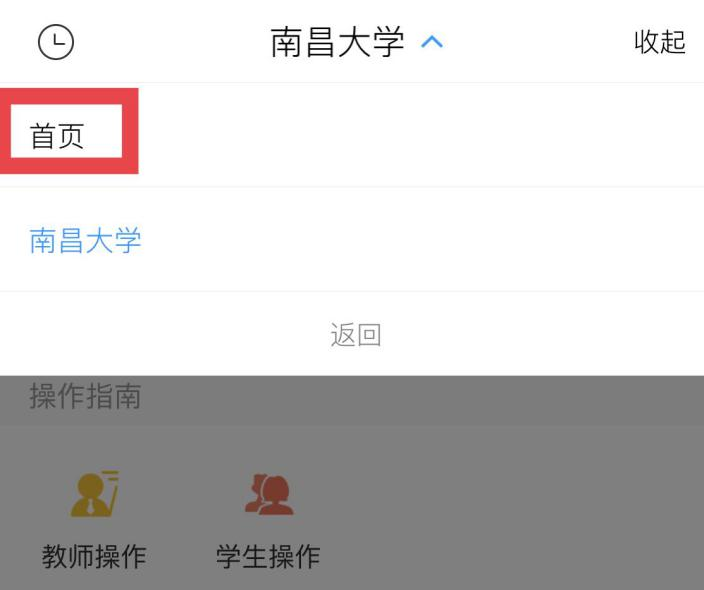 南昌大学 收起
首页
南昌大学
返回
操作指南
教师操作 学生操作